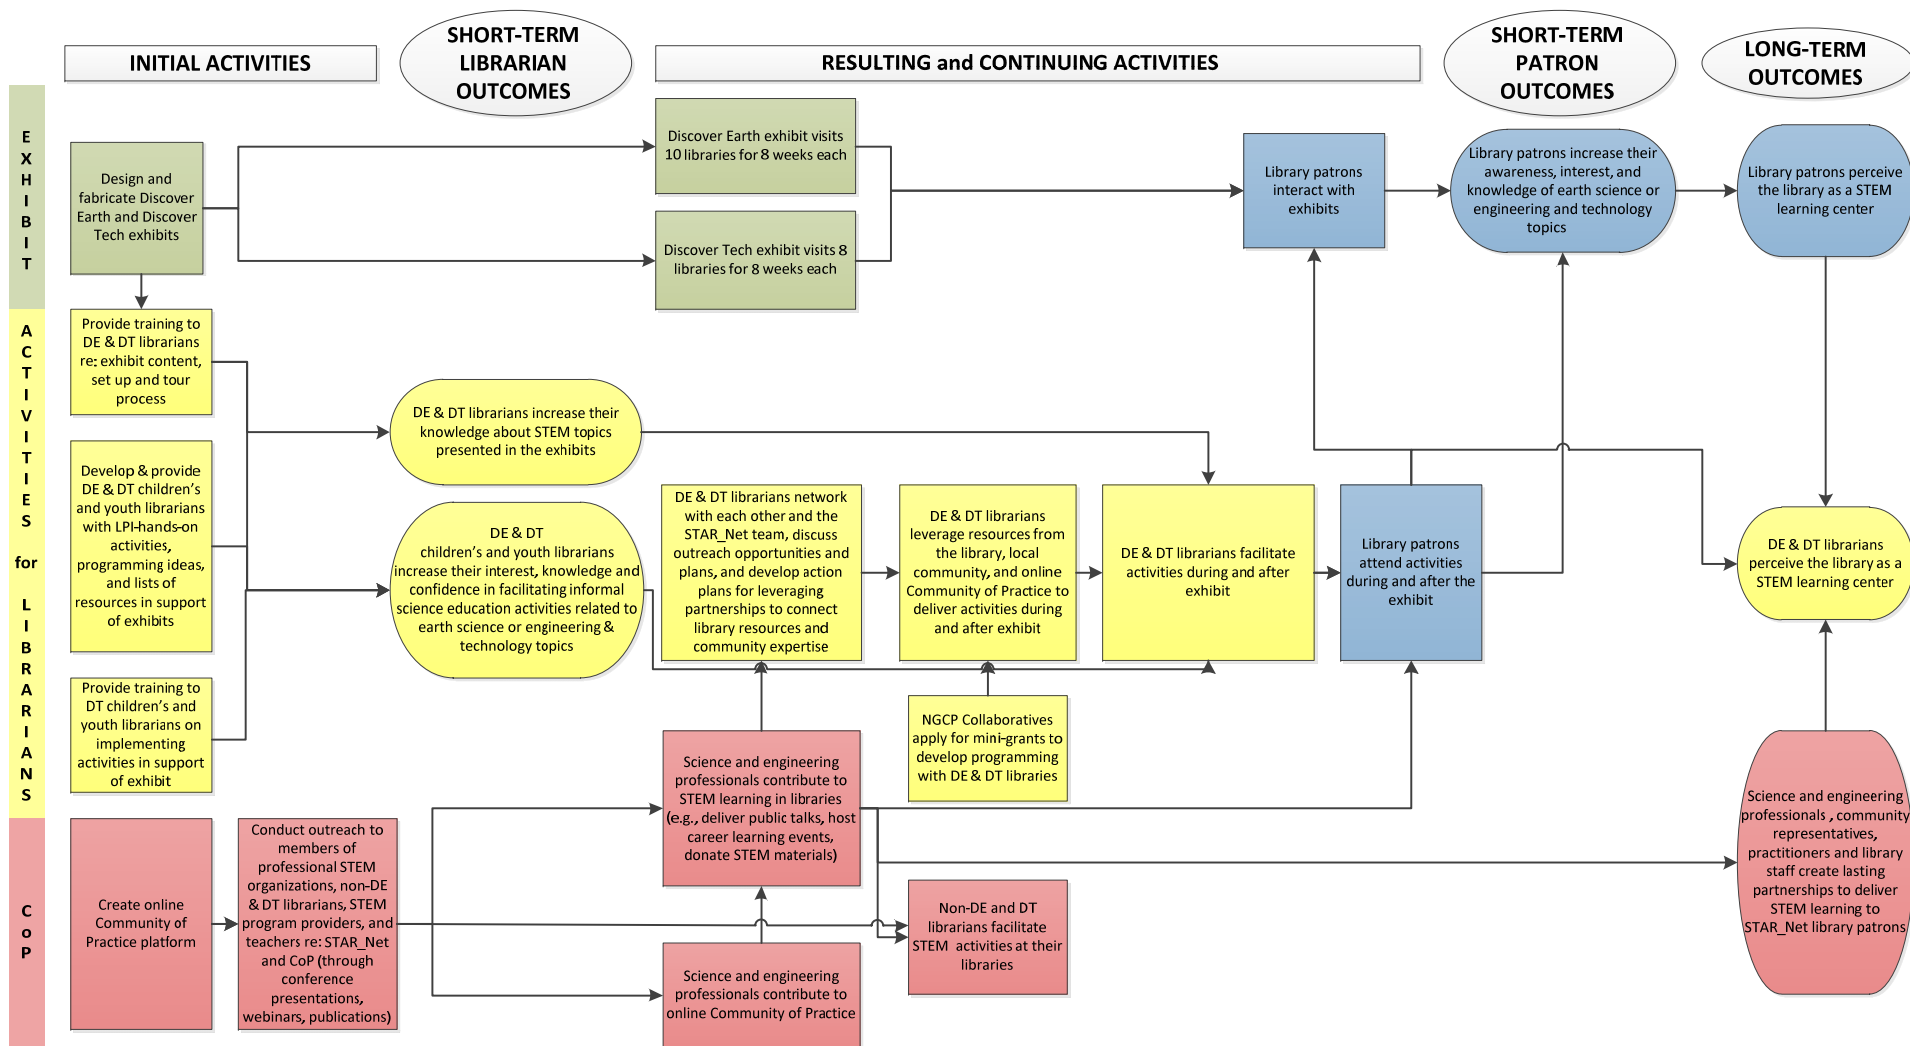 INITIAL ACTIVITIES
SHORT-TERM
LIBRARIAN
OUTCOMES
RESULTING and CONTINUING ACTIVITIES
SHORT-TERM
PATRON
OUTCOMES
LONG-TERM
OUTCOMES
E
X
H
I
B
I
T
Design and
fabricate Discover
Earth and Discover
Tech exhibits
Discover Earth exhibit visits
10 libraries for 8 weeks each
Discover Tech exhibit visits 8
libraries for 8 weeks each
Library patrons
interact with
exhibits
Library patrons increase their
awareness, interest, and
knowledge of earth science or
engineering and technology
topics
Library patrons perceive
the library as a STEM
learning center
A
C
T
I
V
I
T
I
E
S
for
L
I
B
R
A
R
I
A
N
S
Provide training to
DE & DT librarians
re: exhibit content,
set up and tour
process
Develop & provide
DE & DT children's
and youth librarians
with LPI-hands-on
activities,
programming ideas,
and lists of
resources in support
of exhibits
Provide training to
DT children's and
youth librarians on
implementing
activities in support
of exhibit
DE & DT librarians increase their
knowledge about STEM topics
presented in the exhibits
DE & DT
children's and youth librarians
increase their interest, knowledge and
confidence in facilitating informal
science education activities related to
earth science or engineering &
technology topics
DE & DT librarians network
with each other and the
STAR_Net team, discuss
outreach opportunities and
plans, and develop action
plans for leveraging
partnerships to connect
library resources and
community expertise
DE & DT librarians
leverage resources from
the library, local
community, and online
Community of Practice to
deliver activities during
and after exhibit
DE & DT librarians facilitate
activities during and after
exhibit
Library patrons
attend activities
during and after the
exhibit
DE & DT librarians
perceive the library as a
STEM learning center
NGCP Collaboratives
apply for mini-grants to
develop programming
with DE & DT libraries
C
o
P
Create online
Community of
Practice platform
Conduct outreach to
members of
professional STEM
organizations, non-DE
& DT librarians, STEM
program providers, and
teachers re: STAR_Net
and CoP (through
conference
presentations,
webinars, publications)
Science and engineering
professionals contribute to
STEM learning in libraries
(e.g., deliver public talks, host
career learning events,
donate STEM materials)
Science and engineering
professionals contribute to
online Community of Practice
Non-DE and DT
librarians facilitate
STEM  activities at their
libraries
Science and engineering
professionals , community
representatives,
practitioners and library
staff create lasting
partnerships to deliver
STEM learning to
STAR_Net library patrons